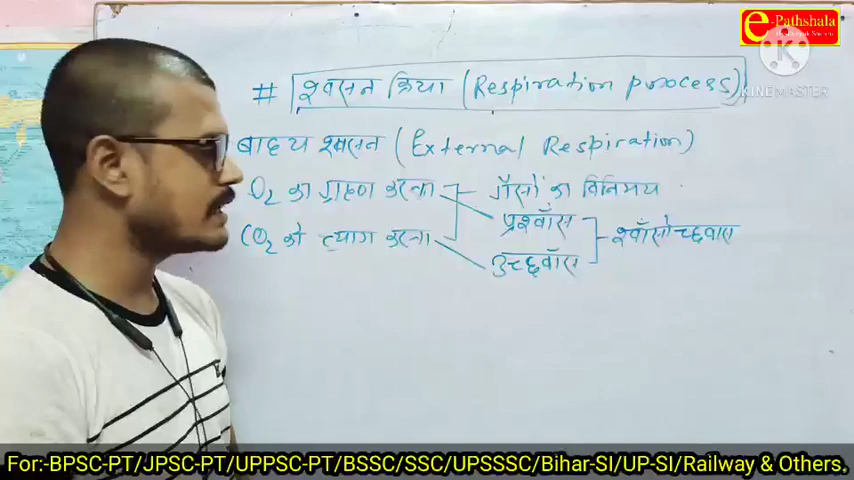 e-Pathshala
KINEMASTER
# श्वसन क्रिया (Respiration process)
बाह्य श्वसन (External Respiration)
O₂ का ग्रहण करना - गैसों का विनिमय
प्रश्वाँस
CO₂ को त्याग करना
श्वाँसोच्छवास
उच्छवाँस
For:-BPSC-PT/JPSC-PT/UPPSC-PT/BSSC/SSC/UPSSSC/Bihar-SI/UP-SI/Railway & Others.